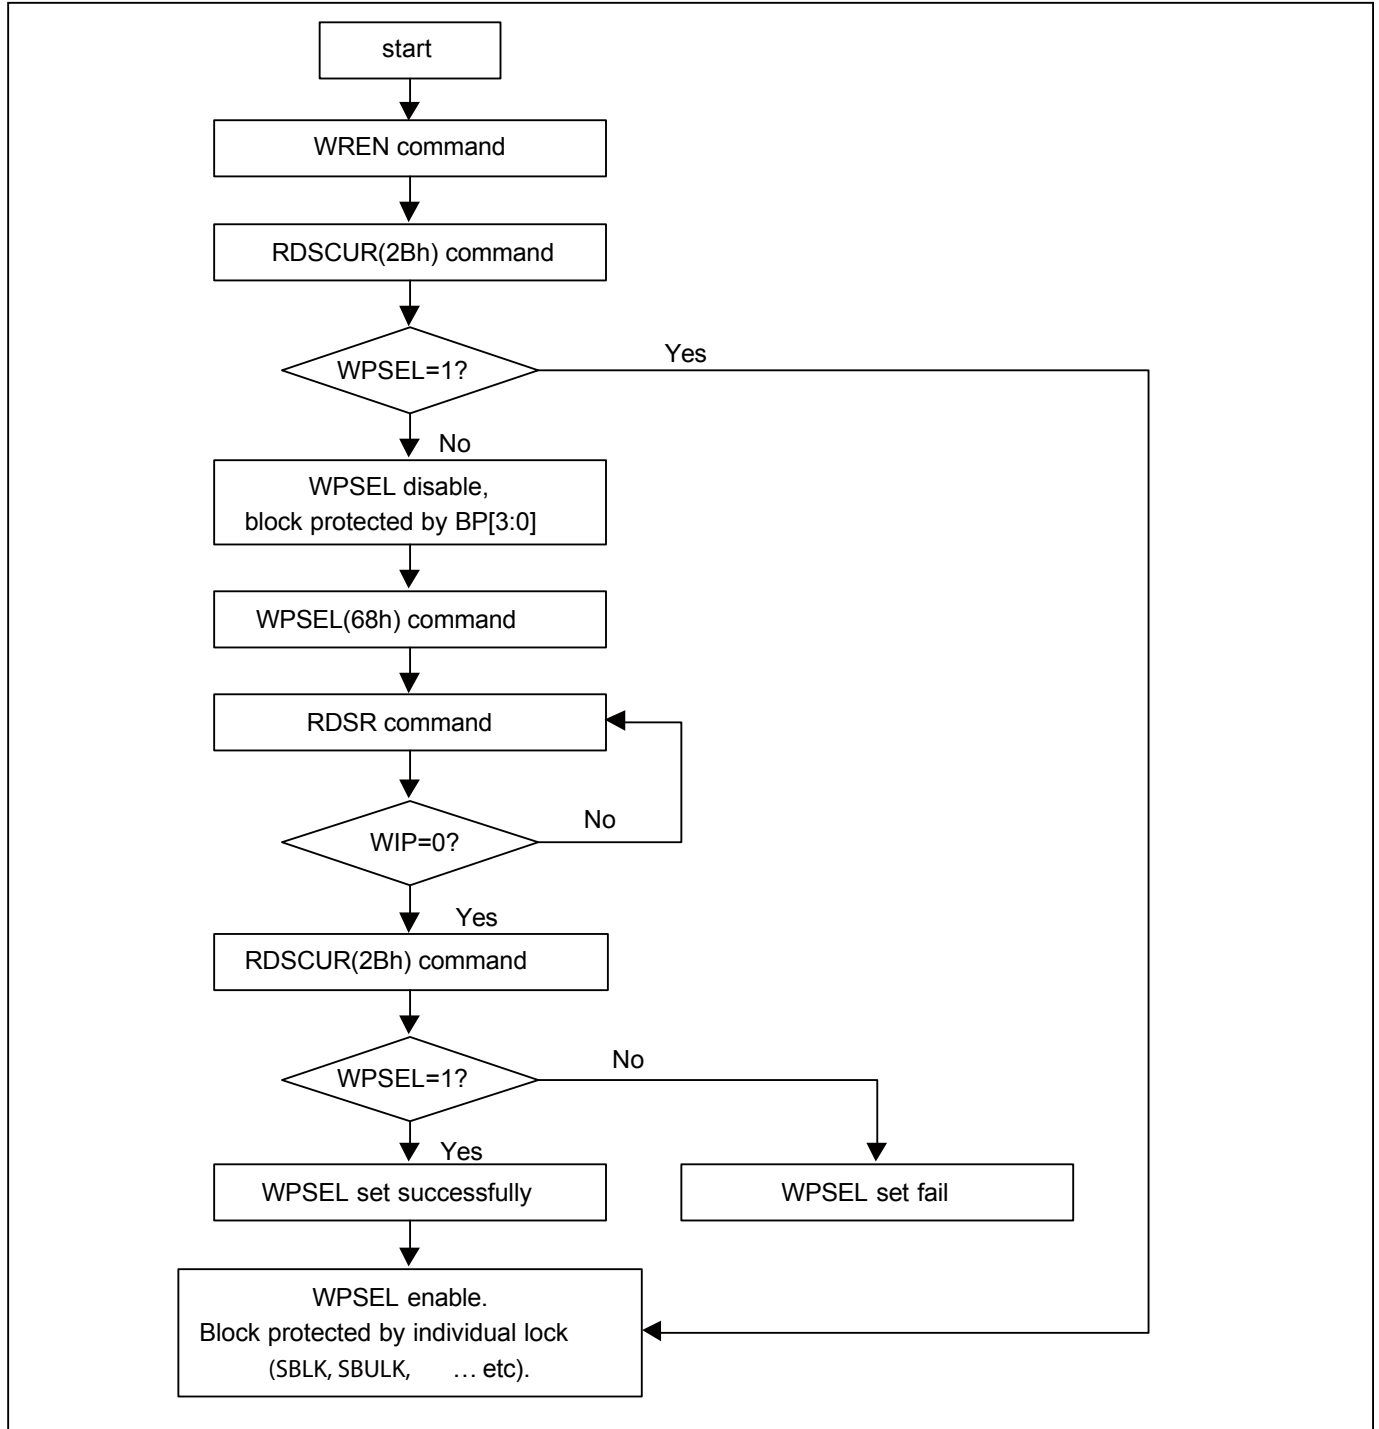 start
WREN command
RDSCUR(2Bh) command
WPSEL=1?
Yes
No
WPSEL disable,
block protected by BP[3:0]
WPSEL(68h) command
RDSR command
WIP=0?
No
Yes
RDSCUR(2Bh) command
WPSEL=1?
No
Yes
WPSEL set successfully
WPSEL set fail
WPSEL enable.
Block protected by individual lock
(SBLK, SBULK, … etc).